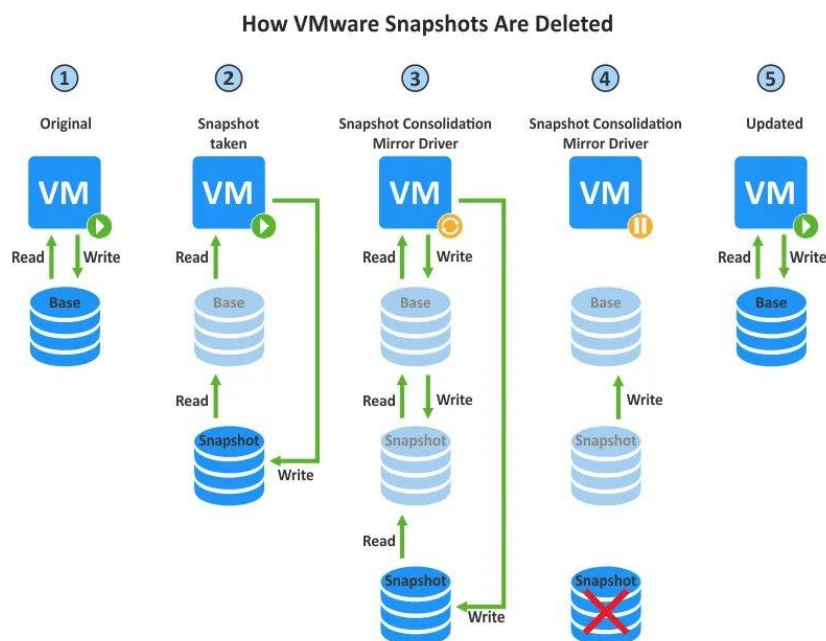 How VMware Snapshots Are Deleted
1
Original
VM
Read
Write
Base
2
Snapshot
taken
VM
Read
Base
Read
Snapshot
Write
3
Snapshot Consolidation
Mirror Driver
VM
Read
Write
Base
Read
Write
Snapshot
Read
Snapshot
Write
4
Snapshot Consolidation
Mirror Driver
VM
Base
Write
Snapshot
Snapshot
5
Updated
VM
Read
Write
Base